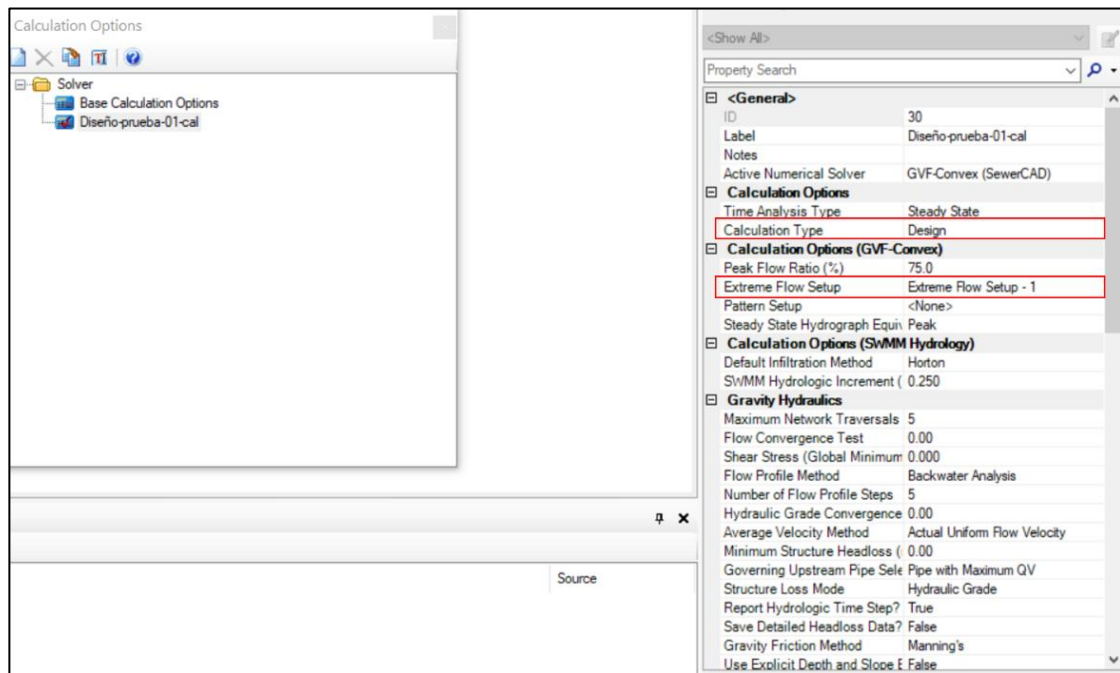 Calculation Options
Solver
Base Calculation Options
Diseño-prueba-01-cal
Source
<Show All>
Property Search
<General>
ID 30
Label Diseño-prueba-01-cal
Notes
Active Numerical Solver GVF-Convex (SewerCAD)
Calculation Options
Time Analysis Type Steady State
Calculation Type Design
Calculation Options (GVF-Convex)
Peak Flow Ratio (%) 75.0
Extreme Flow Setup Extreme Flow Setup - 1
Pattern Setup <None>
Steady State Hydrograph Equiv Peak
Calculation Options (SWMM Hydrology)
Default Infiltration Method Horton
SWMM Hydrologic Increment ( 0.250
Gravity Hydraulics
Maximum Network Traversals 5
Flow Convergence Test 0.00
Shear Stress (Global Minimum 0.000
Flow Profile Method Backwater Analysis
Number of Flow Profile Steps 5
Hydraulic Grade Convergence 0.00
Average Velocity Method Actual Uniform Flow Velocity
Minimum Structure Headloss ( 0.00
Governing Upstream Pipe Sele Pipe with Maximum QV
Structure Loss Mode Hydraulic Grade
Report Hydrologic Time Step? True
Save Detailed Headloss Data? False
Gravity Friction Method Manning's
Use Explicit Depth and Slope E False